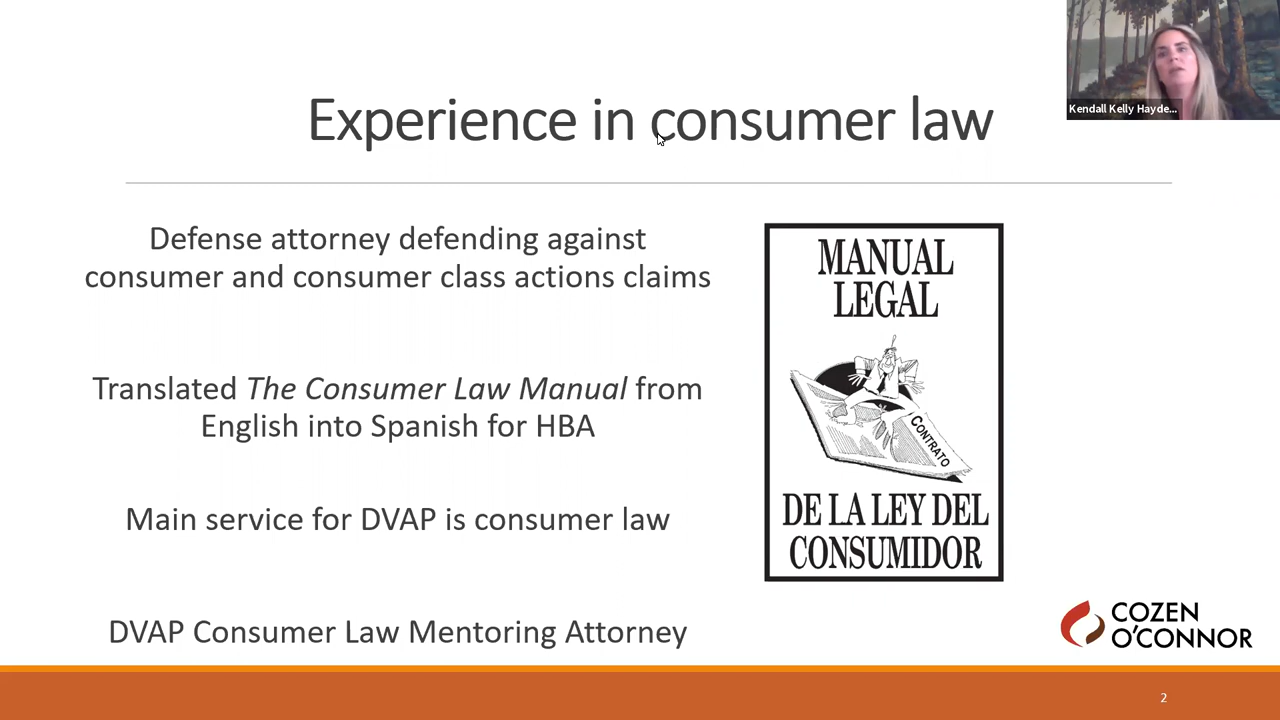 Kendall Kelly Hayde...
Experience in consumer law
Defense attorney defending against
consumer and consumer class actions claims
Translated The Consumer Law Manual from
English into Spanish for HBA
Main service for DVAP is consumer law
DVAP Consumer Law Mentoring Attorney
MANUAL
LEGAL
CONTRATO
DE LA LEY DEL
CONSUMIDOR
COZEN
O'CONNOR
2